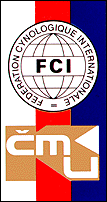 FEDERATION CYNOLOGIQUE INTERNATIONALE =
FCI
čmku